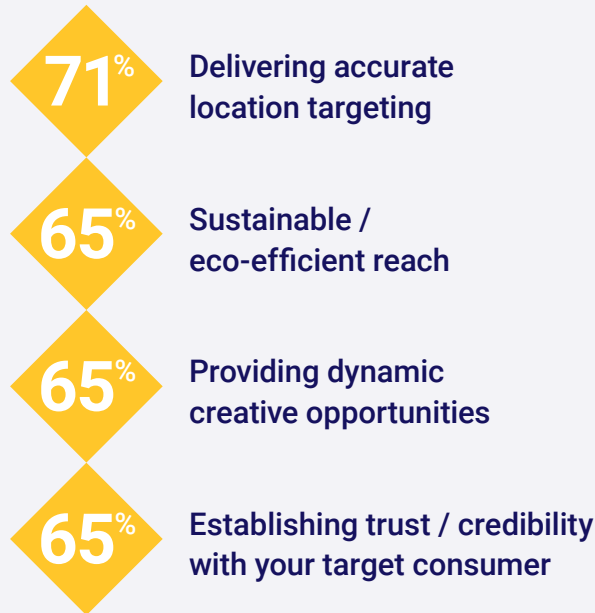 71%
Delivering accurate
location targeting
65%
Sustainable /
eco-efficient reach
65%
Providing dynamic
creative opportunities
65%
Establishing trust / credibility
with your target consumer